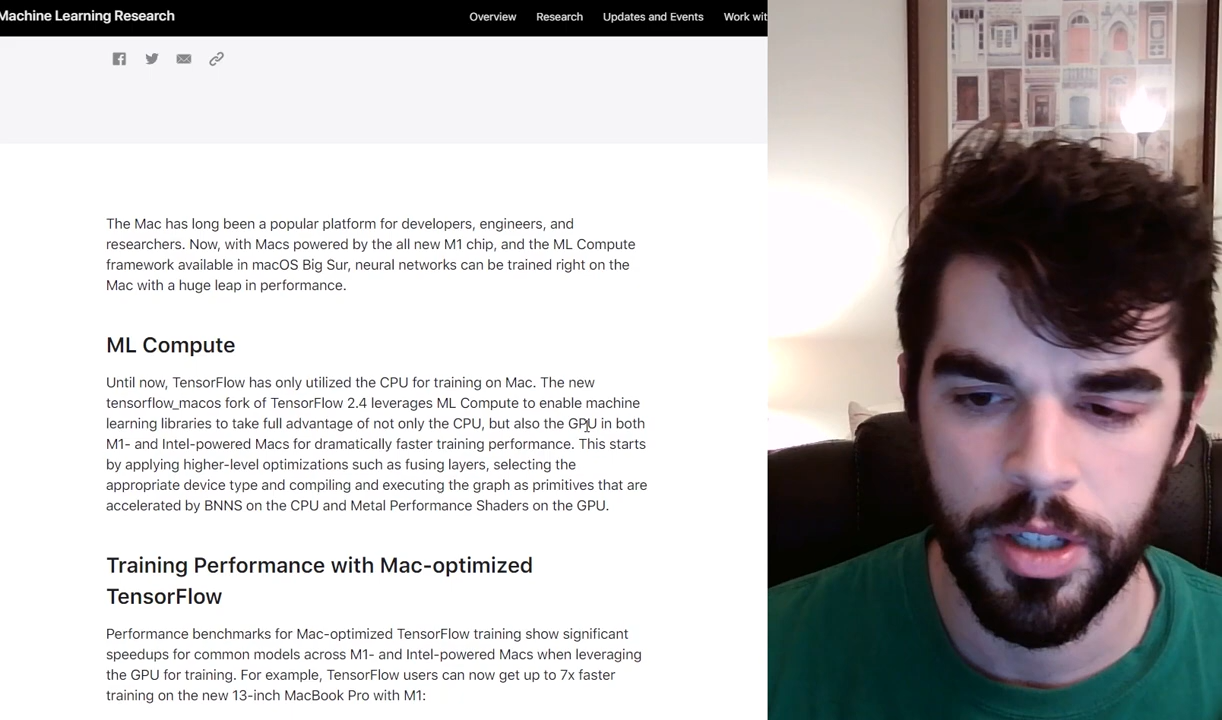 Machine Learning Research
Overview Research Updates and Events Work wit
The Mac has long been a popular platform for developers, engineers, and
researchers. Now, with Macs powered by the all new M1 chip, and the ML Compute
framework available in macOS Big Sur, neural networks can be trained right on the
Mac with a huge leap in performance.
ML Compute
Until now, TensorFlow has only utilized the CPU for training on Mac. The new
tensorflow_macos fork of TensorFlow 2.4 leverages ML Compute to enable machine
learning libraries to take full advantage of not only the CPU, but also the GPU in both
M1- and Intel-powered Macs for dramatically faster training performance. This starts
by applying higher-level optimizations such as fusing layers, selecting the
appropriate device type and compiling and executing the graph as primitives that are
accelerated by BNNS on the CPU and Metal Performance Shaders on the GPU.
Training Performance with Mac-optimized
TensorFlow
Performance benchmarks for Mac-optimized TensorFlow training show significant
speedups for common models across M1- and Intel-powered Macs when leveraging
the GPU for training. For example, TensorFlow users can now get up to 7x faster
training on the new 13-inch MacBook Pro with M1: